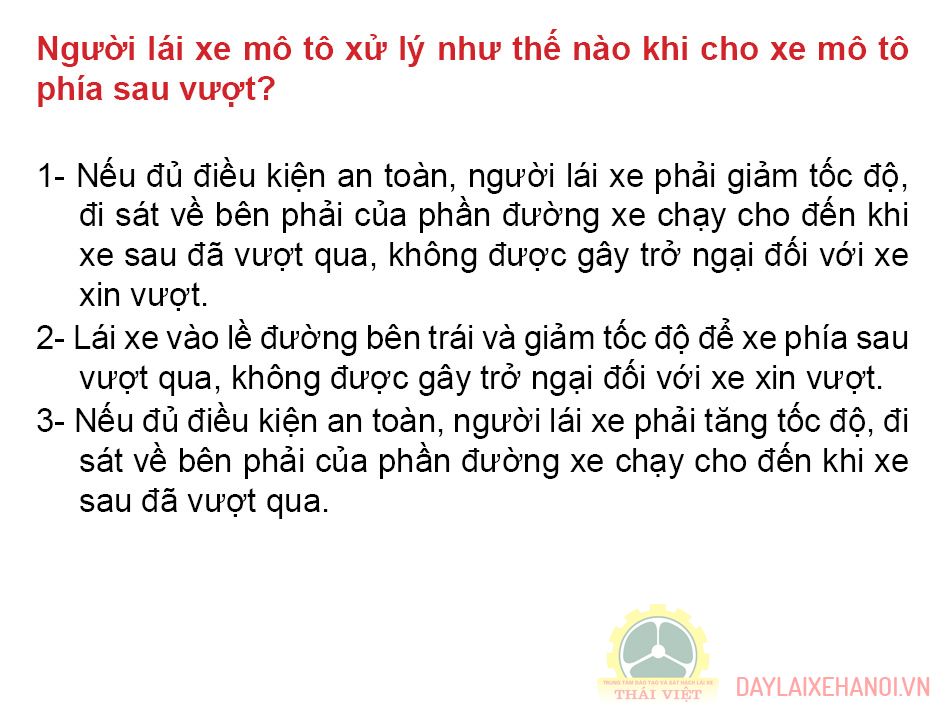 Người lái xe mô tô xử lý như thế nào khi cho xe mô tô
phía sau vượt?
1- Nếu đủ điều kiện an toàn, người lái xe phải giảm tốc độ,
đi sát về bên phải của phần đường xe chạy cho đến khi
xe sau đã vượt qua, không được gây trở ngại đối với xe
xin vượt.
2- Lái xe vào lề đường bên trái và giảm tốc độ để xe phía sau
vượt qua, không được gây trở ngại đối với xe xin vượt.
3- Nếu đủ điều kiện an toàn, người lái xe phải tăng tốc độ, đi
sát về bên phải của phần đường xe chạy cho đến khi xe
sau đã vượt qua.
TRUNG TÂM ĐÀO TẠO VÀ SÁT HẠCH LÁI XE
THÁI VIỆT
DAYLAIXEHANOI.VN